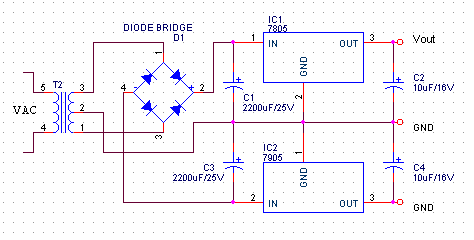 DIODE BRIDGE
D1
IC1
7805
1
IN
OUT
3
Vout
GND
2
5
T2
3
1
4
2
+
-
VAC
2
C1
2200uF/25V
C2
10uF/16V
4
1
3
GND
IC2
7905
1
GND
C3
2200uF/25V
C4
10uF/16V
2
IN
OUT
3
GND